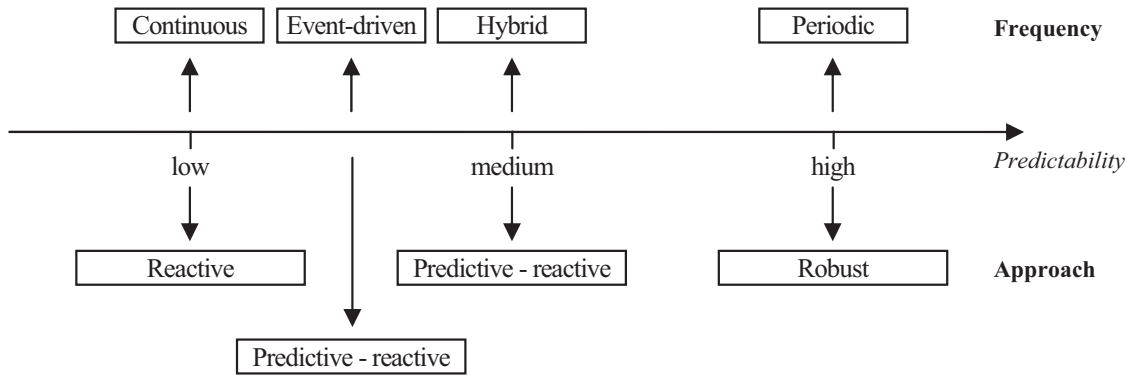 Continuous Event-driven Hybrid Periodic Frequency
low medium high Predictability
Reactive Predictive - reactive Robust Approach
Predictive - reactive